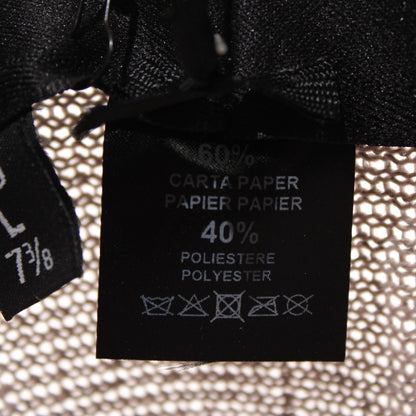 60%
CARTA PAPER
PAPIER PAPIER
40%
POLIESTERE
POLYESTER
L
7 3/8